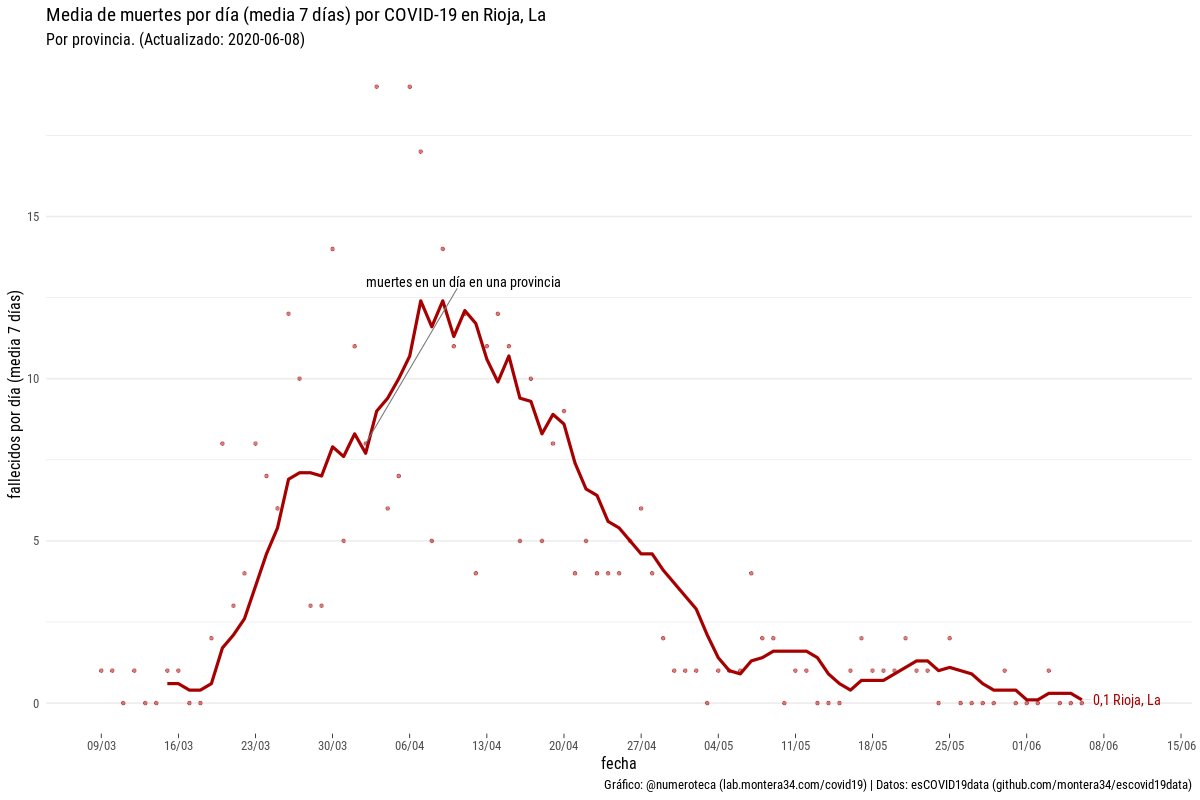 Media de muertes por día (media 7 días) por COVID-19 en Rioja, La
Por provincia. (Actualizado: 2020-06-08)
muertes en un día en una provincia
fallecidos por día (media 7 días)
15
10
5
0
0,1 Rioja, La
09/03 16/03 23/03 30/03 06/04 13/04 20/04 27/04 04/05 11/05 18/05 25/05 01/06 08/06 15/06
fecha
Gráfico: @numeroteca (lab.montera34.com/covid19) | Datos: esCOVID19data (github.com/montera34/escovid19data)